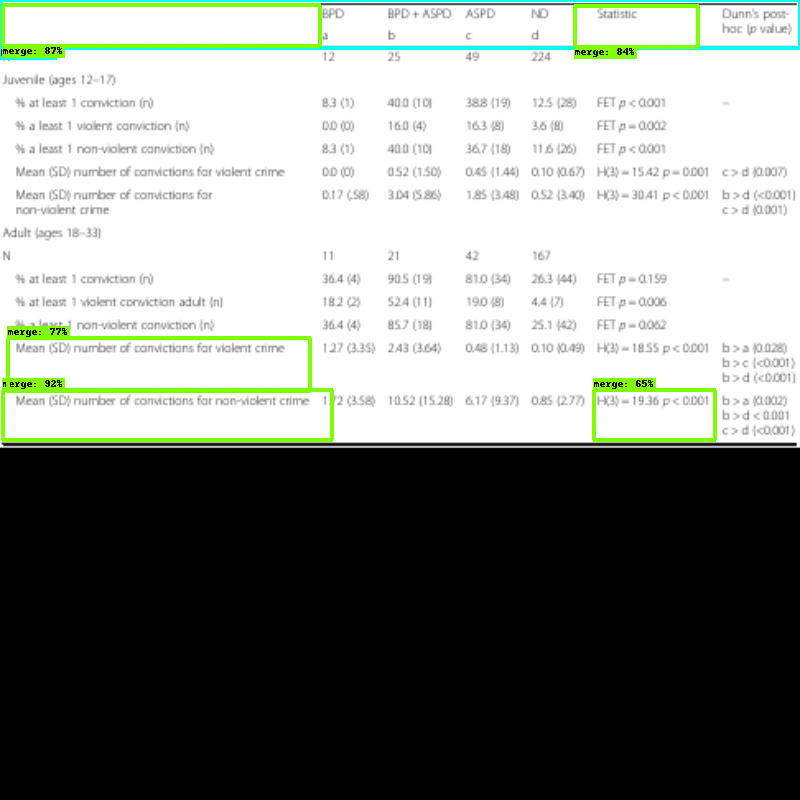 BPD BPD + ASPD ASPD ND Statistic Dunn's post-hoc (p value)
a b c d
merge: 87% merge: 84%
12 25 49 224
Juvenile (ages 12–17)
% at least 1 conviction (n) 8.3 (1) 40.0 (10) 38.8 (19) 12.5 (28) FET p < 0.001 –
% a least 1 violent conviction (n) 0.0 (0) 16.0 (4) 16.3 (8) 3.6 (8) FET p = 0.002
% a least 1 non-violent conviction (n) 8.3 (1) 40.0 (10) 36.7 (18) 11.6 (26) FET p < 0.001
Mean (SD) number of convictions for violent crime 0.0 (0) 0.52 (1.50) 0.45 (1.44) 0.10 (0.67) H(3) = 15.42 p = 0.001 c > d (0.007)
Mean (SD) number of convictions for 0.17 (.58) 3.04 (5.86) 1.85 (3.48) 0.52 (3.40) H(3) = 30.41 p < 0.001 b > d (<0.001)
non-violent crime c > d (0.001)
Adult (ages 18–33)
N 11 21 42 167
% at least 1 conviction (n) 36.4 (4) 90.5 (19) 81.0 (34) 26.3 (44) FET p = 0.159 –
% at least 1 violent conviction adult (n) 18.2 (2) 52.4 (11) 19.0 (8) 4.4 (7) FET p = 0.006
least 1 non-violent conviction (n) 36.4 (4) 85.7 (18) 81.0 (34) 25.1 (42) FET p = 0.062
merge: 77%
Mean (SD) number of convictions for violent crime 1.27 (3.35) 2.43 (3.64) 0.48 (1.13) 0.10 (0.49) H(3) = 18.55 p < 0.001 b > a (0.028)
b > c (<0.001)
b > d (<0.001)
merge: 92% merge: 65%
Mean (SD) number of convictions for non-violent crime 1.72 (3.58) 10.52 (15.28) 6.17 (9.37) 0.85 (2.77) H(3) = 19.36 p < 0.001 b > a (0.002)
b > d < 0.001
c > d (<0.001)